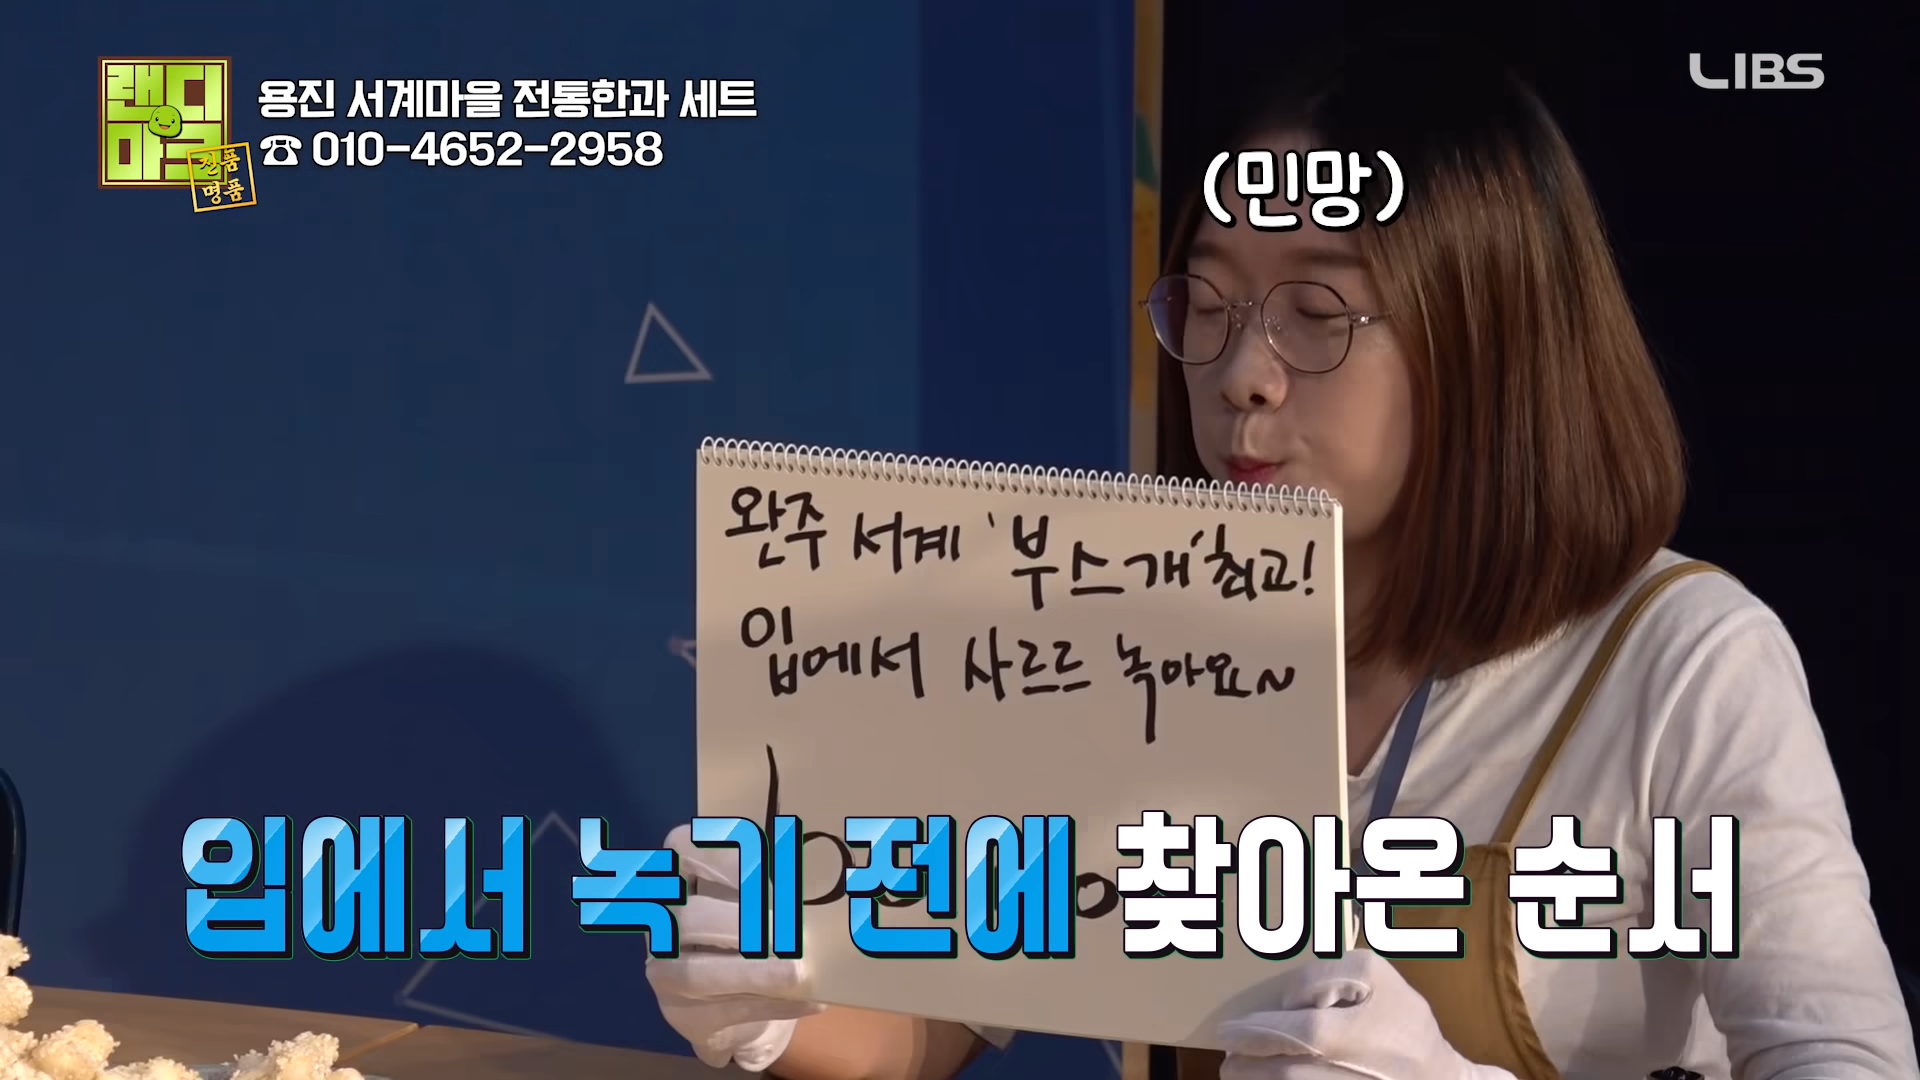 랜디마크
질품
명품
용진 서계마을 전통한과 세트
☎ 010-4652-2958
LIBS
(민망)
완주 서계 '부스개' 최고!
입에서 사르르 녹아요~
입에서 녹기 전에 찾아온 순서